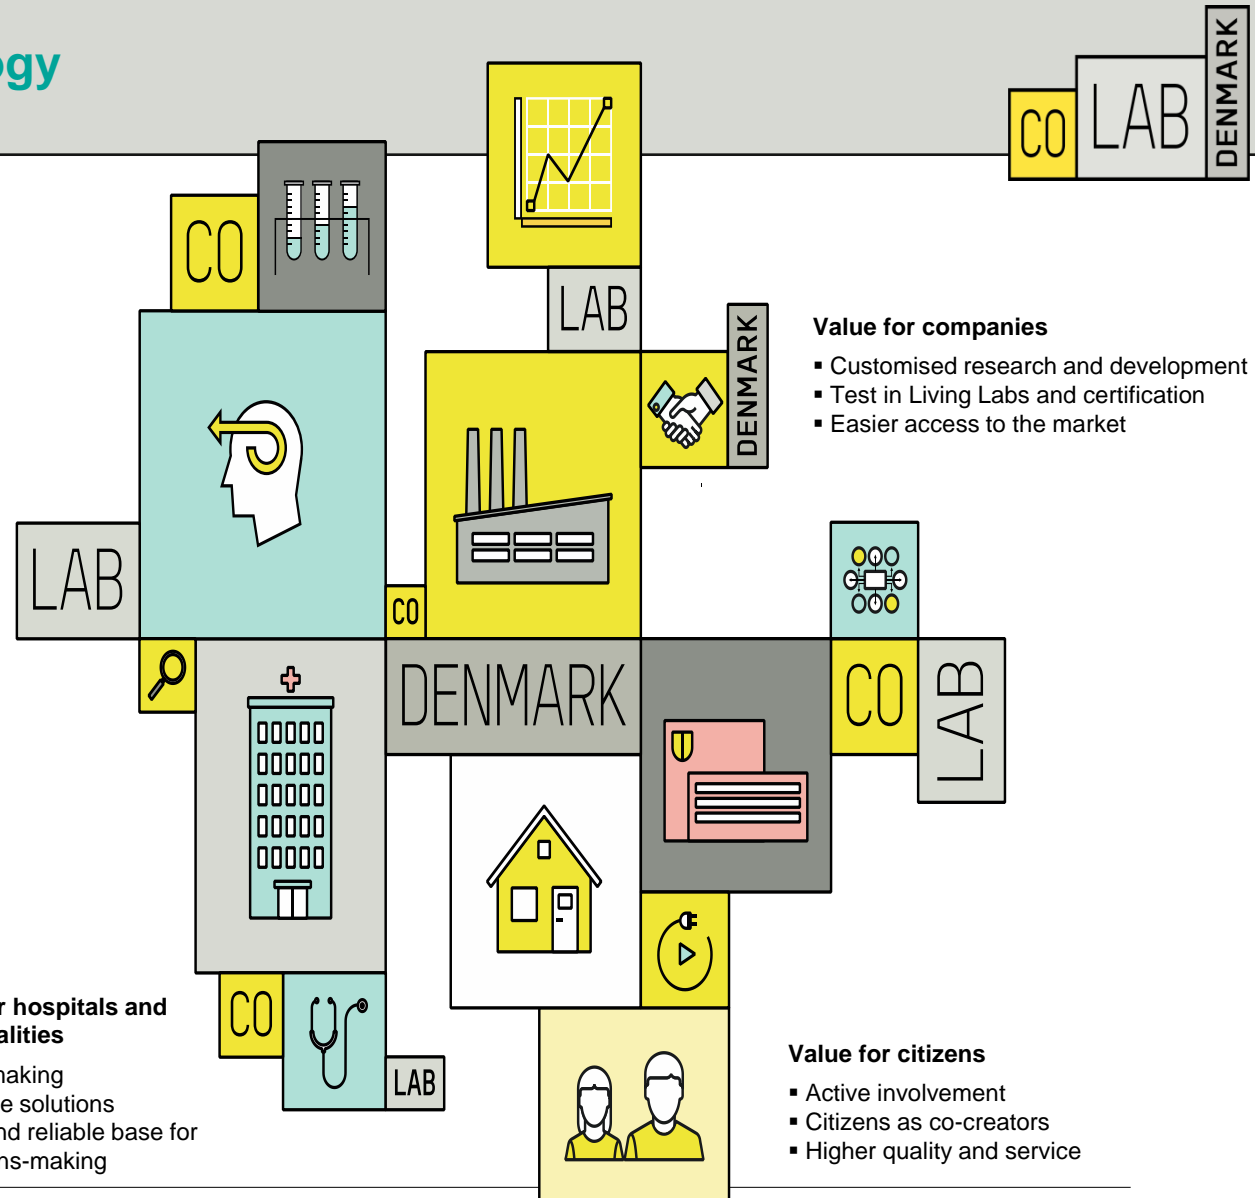 ogy
CO
LAB
DENMARK
CO
LAB
DENMARK
Value for companies
▪ Customised research and development
▪ Test in Living Labs and certification
▪ Easier access to the market
LAB
CO
DENMARK
CO
LAB
CO
LAB
r hospitals and
alities
making
e solutions
nd reliable base for
ns-making
Value for citizens
▪ Active involvement
▪ Citizens as co-creators
▪ Higher quality and service